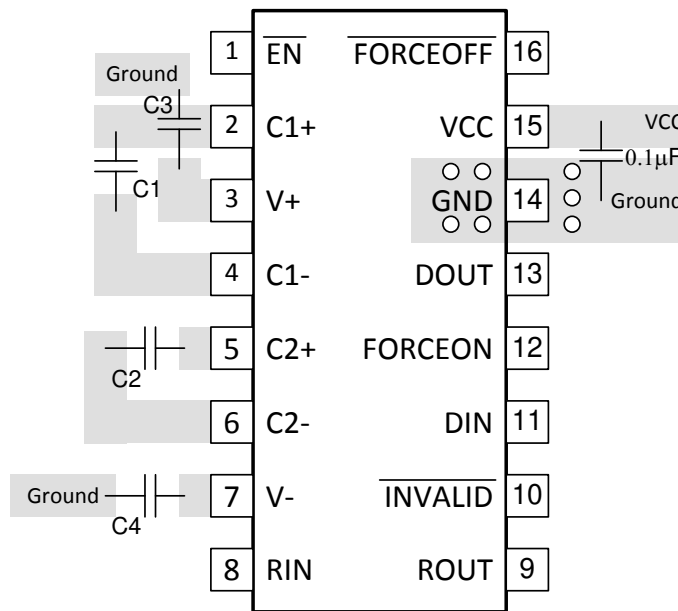 1 EN FORCEOFF 16
Ground
C3
2 C1+ VCC 15 VCC
C1 0.1μF
3 V+ GND 14 Ground
4 C1- DOUT 13
5 C2+ FORCEON 12
C2
6 C2- DIN 11
Ground 7 V- INVALID 10
C4
8 RIN ROUT 9